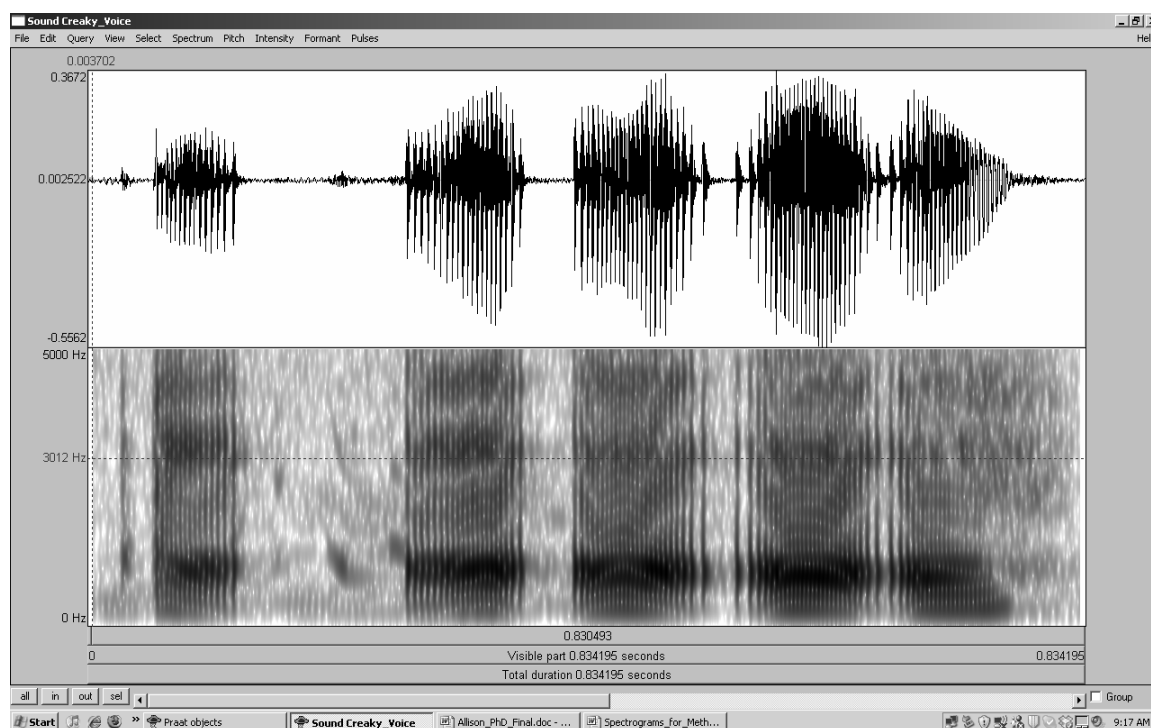 Sound Creaky_Voice
File Edit Query View Select Spectrum Pitch Intensity Formant Pulses Hel
0.003702
0.3672
0.002522
-0.5562
5000 Hz
3012 Hz
0 Hz
0.830493
0 Visible part 0.834195 seconds 0.834195
Total duration 0.834195 seconds
all in out sel Group
Start » Praat objects Sound Creaky_Voice Allison_PhD_Final.doc - ... Spectrograms_for_Meth... 9:17 AM